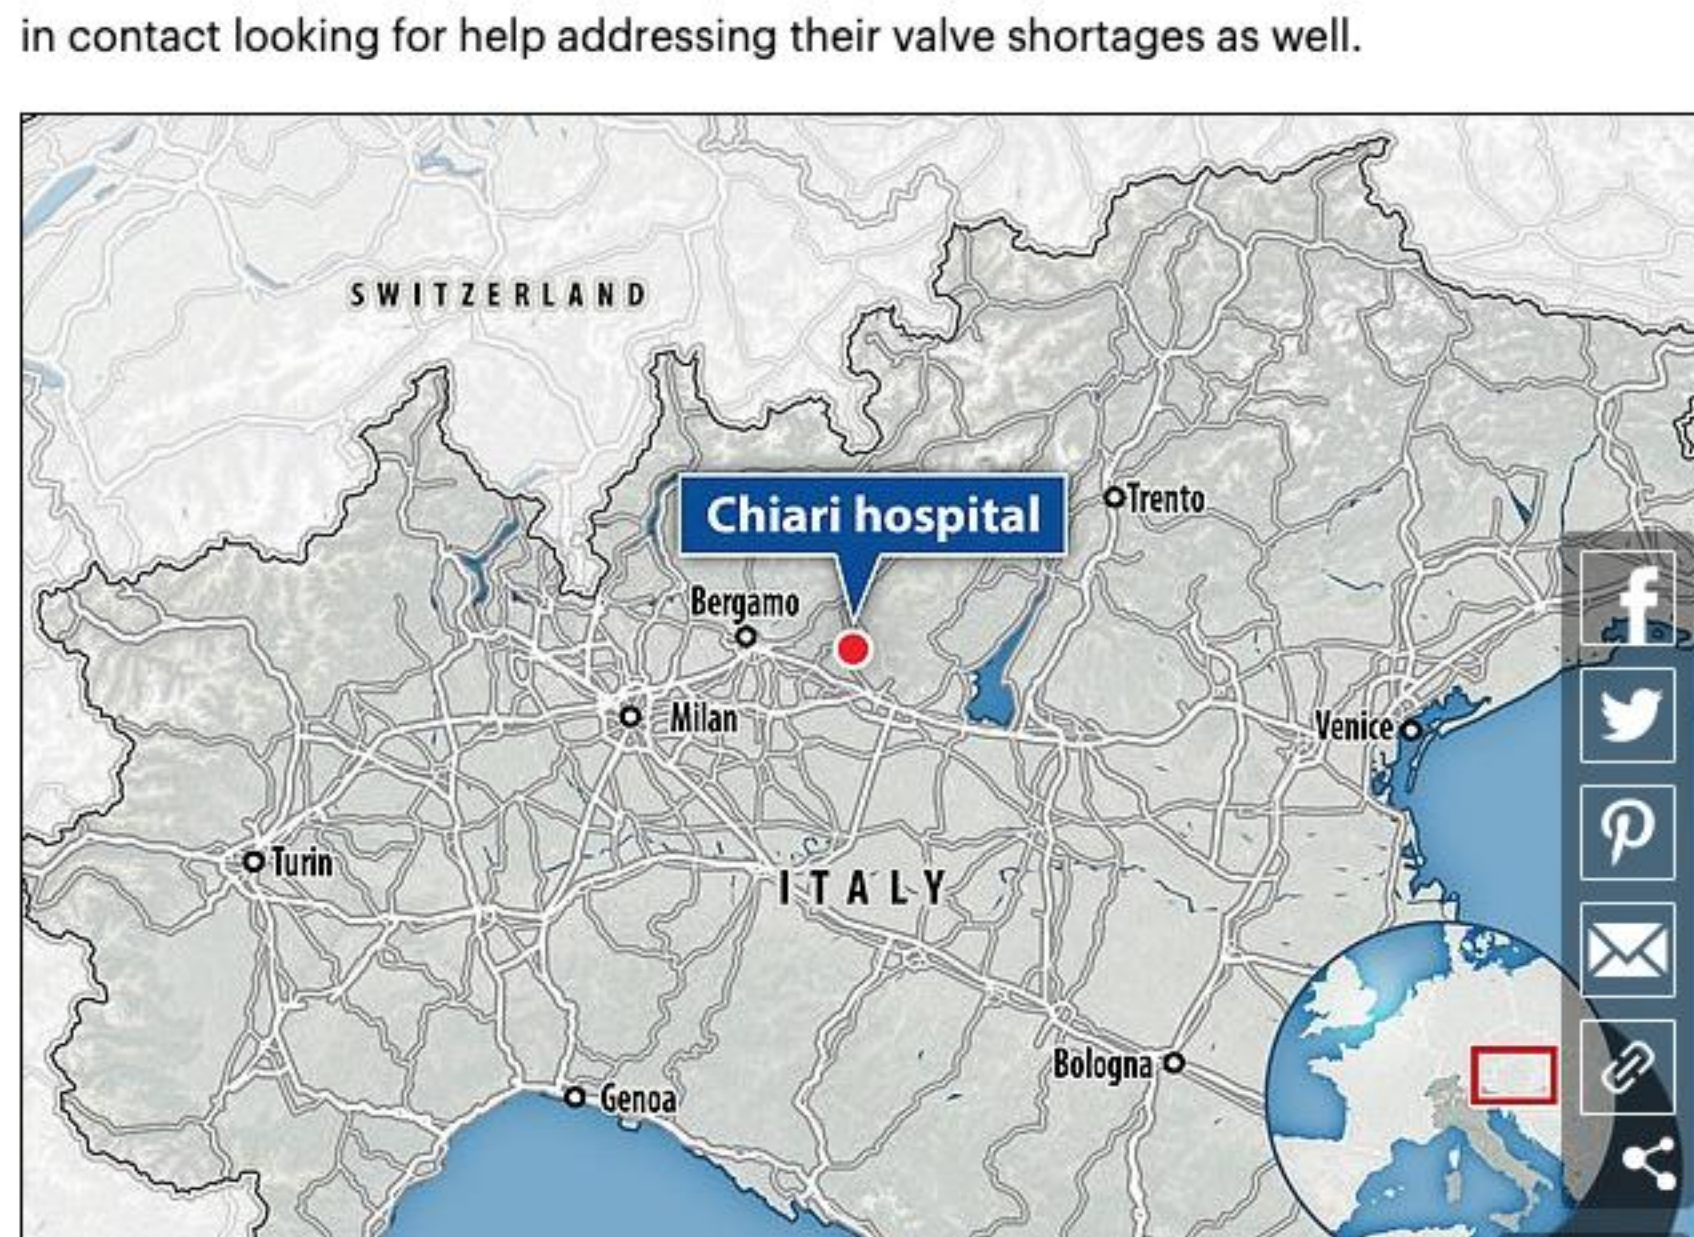 in contact looking for help addressing their valve shortages as well.
SWITZERLAND
Chiari hospital
Trento
Bergamo
Milan
Venice
Turin
ITALY
Bologna
Genoa